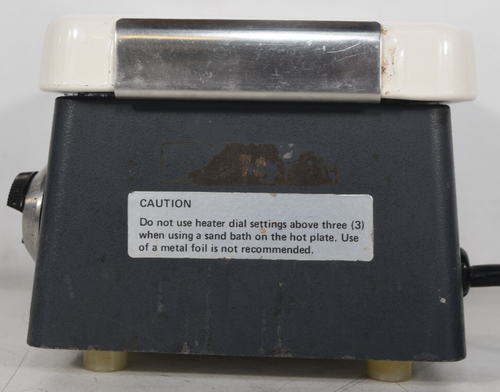 CAUTION
Do not use heater dial settings above three (3)
when using a sand bath on the hot plate. Use
of a metal foil is not recommended.